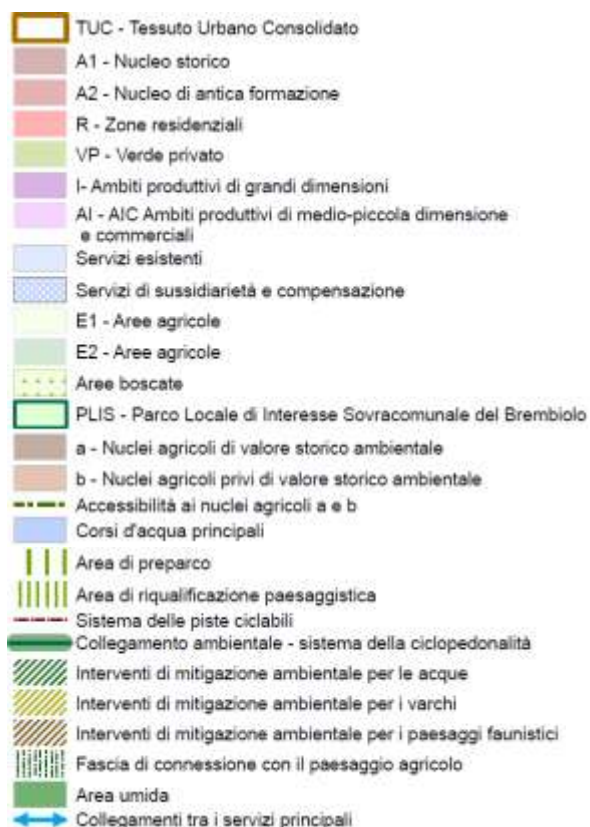 TUC - Tessuto Urbano Consolidato
A1 - Nucleo storico
A2 - Nucleo di antica formazione
R - Zone residenziali
VP - Verde privato
I- Ambiti produttivi di grandi dimensioni
AI - AIC Ambiti produttivi di medio-piccola dimensione
e commerciali
Servizi esistenti
Servizi di sussidiarietà e compensazione
E1 - Aree agricole
E2 - Aree agricole
Aree boscate
PLIS - Parco Locale di Interesse Sovracomunale del Brembiolo
a - Nuclei agricoli di valore storico ambientale
b - Nuclei agricoli privi di valore storico ambientale
Accessibilità ai nuclei agricoli a e b
Corsi d'acqua principali
Area di preparco
Area di riqualificazione paesaggistica
Sistema delle piste ciclabili
Collegamento ambientale - sistema della ciclopedonalità
Interventi di mitigazione ambientale per le acque
Interventi di mitigazione ambientale per i varchi
Interventi di mitigazione ambientale per i paesaggi faunistici
Fascia di connessione con il paesaggio agricolo
Area umida
Collegamenti tra i servizi principali